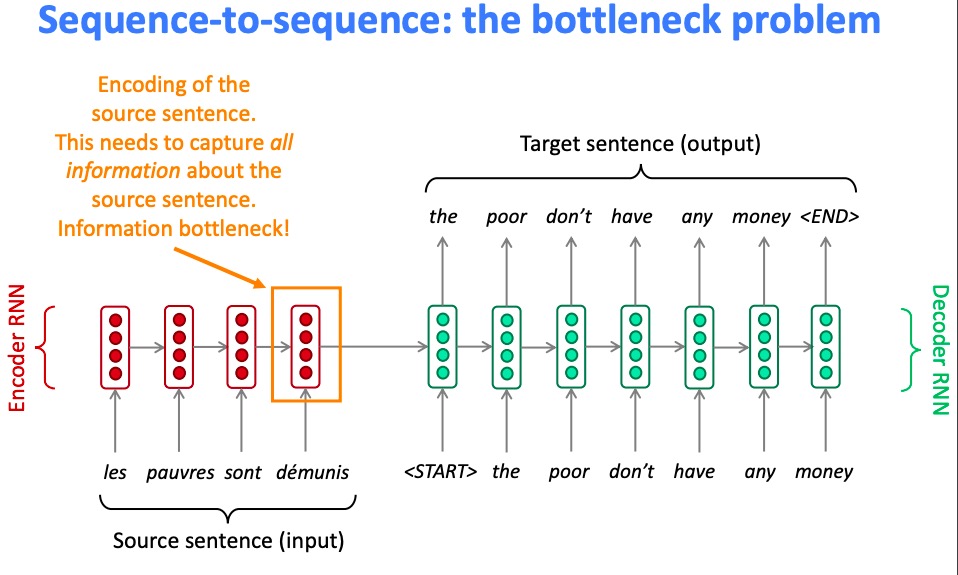 Sequence-to-sequence: the bottleneck problem
Encoding of the
source sentence.
This needs to capture all
information about the
source sentence.
Information bottleneck!
Target sentence (output)
the poor don't have any money <END>
Encoder RNN
Decoder RNN
les pauvres sont démunis
<START> the poor don't have any money
Source sentence (input)